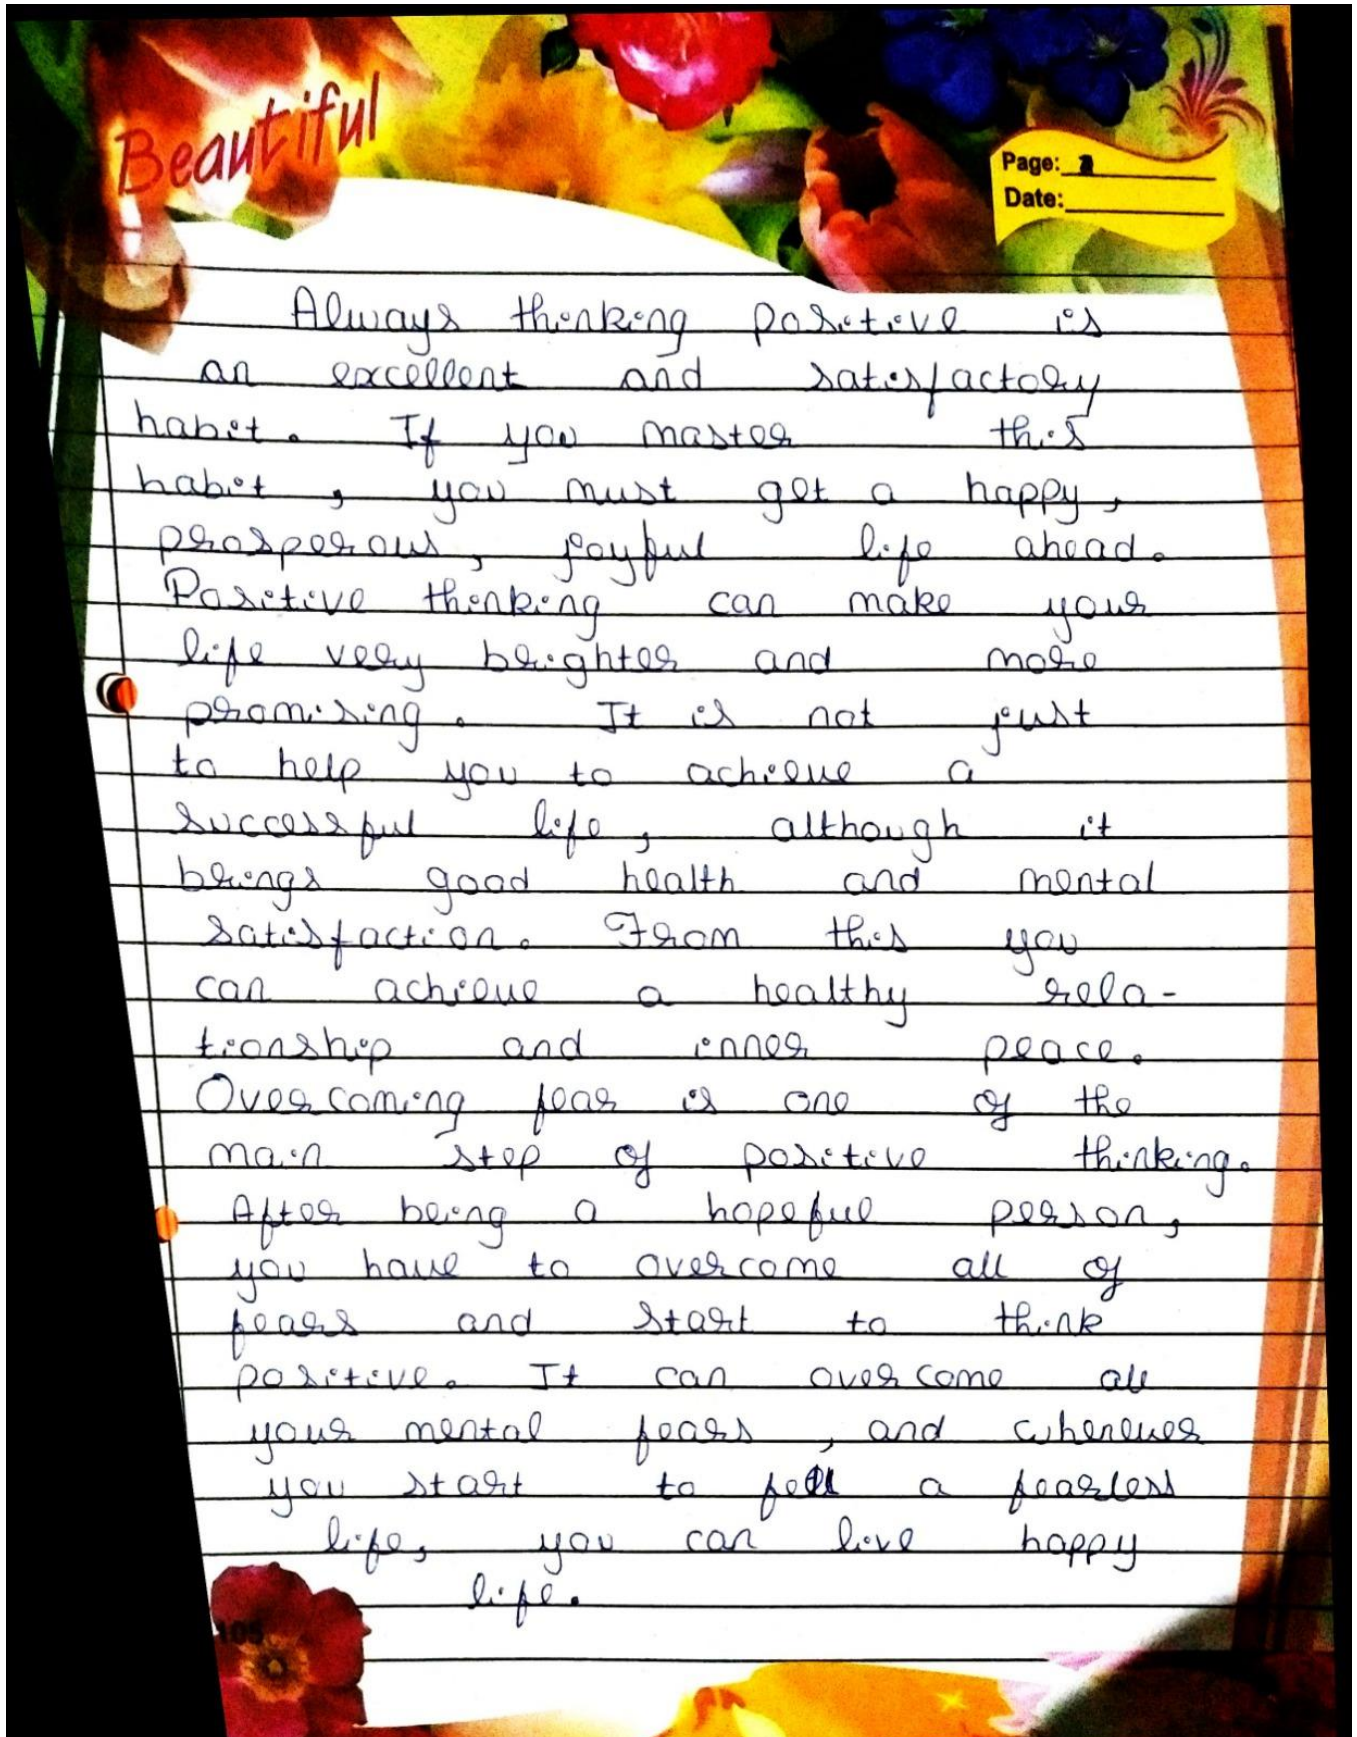 Beautiful
Page: 2
Date:
Always thinking positive is
an excellent and satisfactory
habit. If you master this
habit, you must get a happy,
prosperous, joyful life ahead.
Positive thinking can make your
life very brighter and more
promising. It is not just
to help you to achieve a
successful life, although it
brings good health and mental
satisfaction. From this you
can achieve a healthy rela-
tionship and inner peace.
Overcoming fear is one of the
main step of positive thinking.
After being a hopeful person,
you have to overcome all of
fears and start to think
positive. It can overcome all
your mental fears, and whenever
you start to fell a fearless
life, you can live happy
life.
105